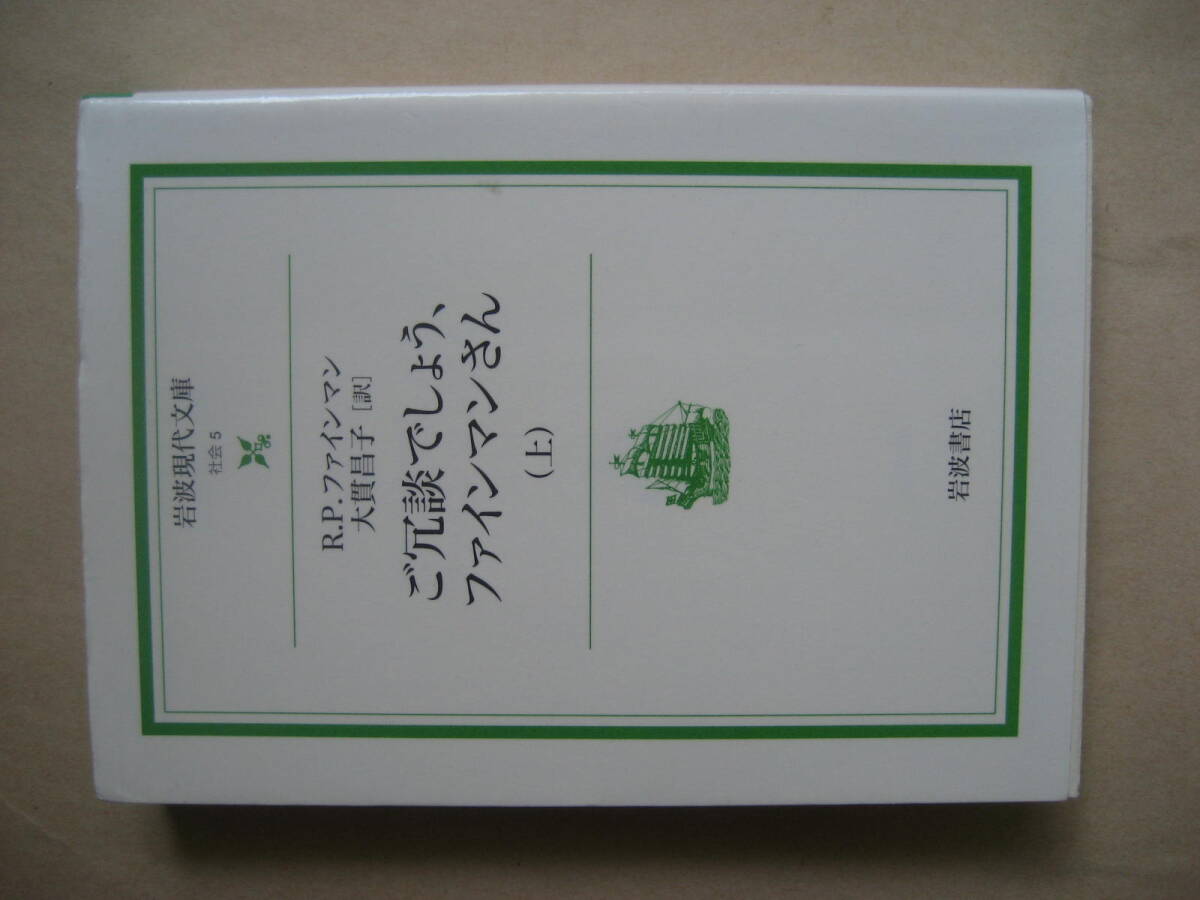 岩波現代文庫
社会 5
R.P.ファインマン
大貫昌子［訳］
ご冗談でしょう、
ファインマンさん
(上)
岩波書店